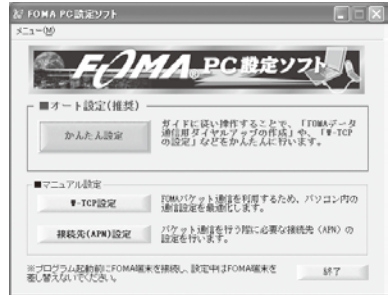 FOMA PC設定ソフト
メニュー(M)
FOMA PC設定ソフト
■オート設定(推奨)
かんたん設定
ガイドに従い操作することで、「FOMAデータ
通信用ダイヤルアップの作成」や、「W-TCP
の設定」などをかんたんに行います。
■マニュアル設定
W-TCP設定
FOMAパケット通信を利用するため、パソコン内の
通信設定を最適化します。
接続先(APN)設定
パケット通信を行う際に必要な接続先(APN)の
設定を行います。
※プログラム起動前にFOMA端末を接続し、設定中はFOMA端末を
差し替えないでください。
終了